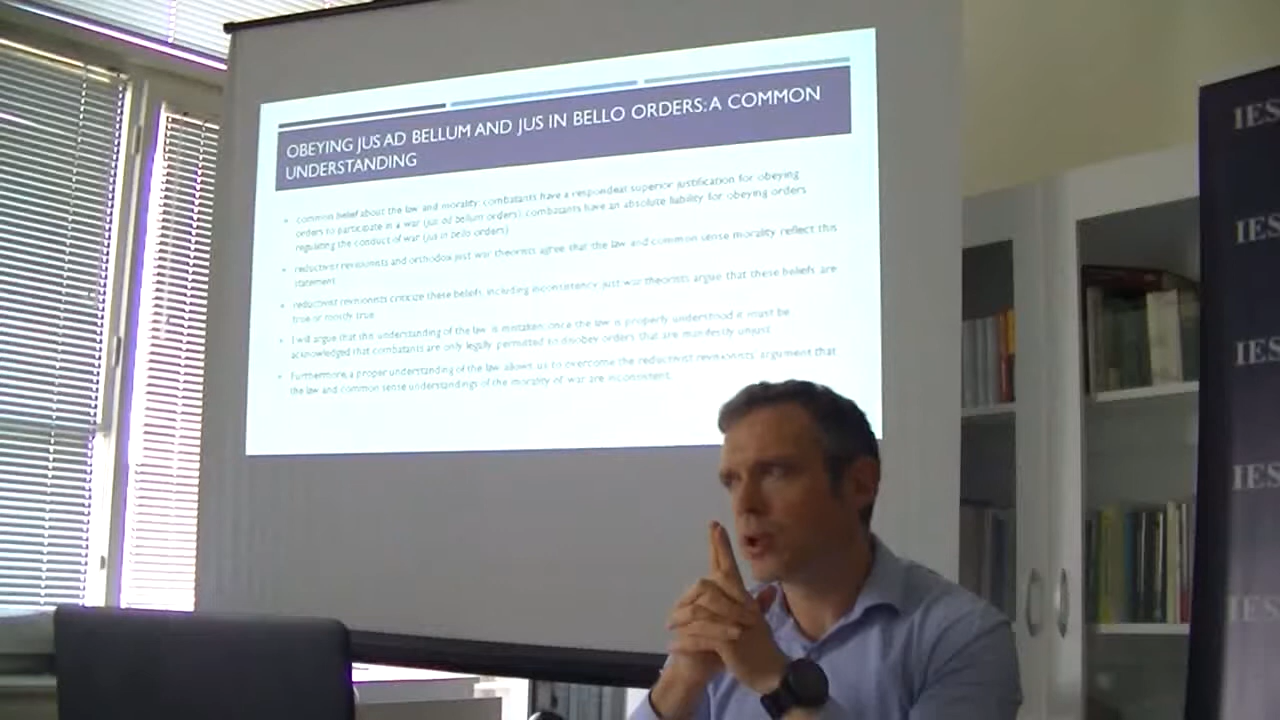 OBEYING JUS AD BELLUM AND JUS IN BELLO ORDERS: A COMMON
UNDERSTANDING
common belief about the law and morality: combatants have a respondeat superior justification for obeying
orders to participate in a war (jus ad bellum orders); combatants have an absolute liability for obeying orders
regulating the conduct of war (jus in bello orders)
reductivist revisionists and orthodox just war theorists agree that the law and common sense morality reflect this
statement
reductivist revisionists criticize these beliefs, including inconsistency; just war theorists argue that these beliefs are
true or mostly true
I will argue that this understanding of the law is mistaken: once the law is properly understood it must be
acknowledged that combatants are only legally permitted to disobey orders that are manifestly unjust
Furthermore, a proper understanding of the law allows us to overcome the reductivist revisionists' argument that
the law and common sense understandings of the morality of war are inconsistent.
IES
IES
IES
IES
IES